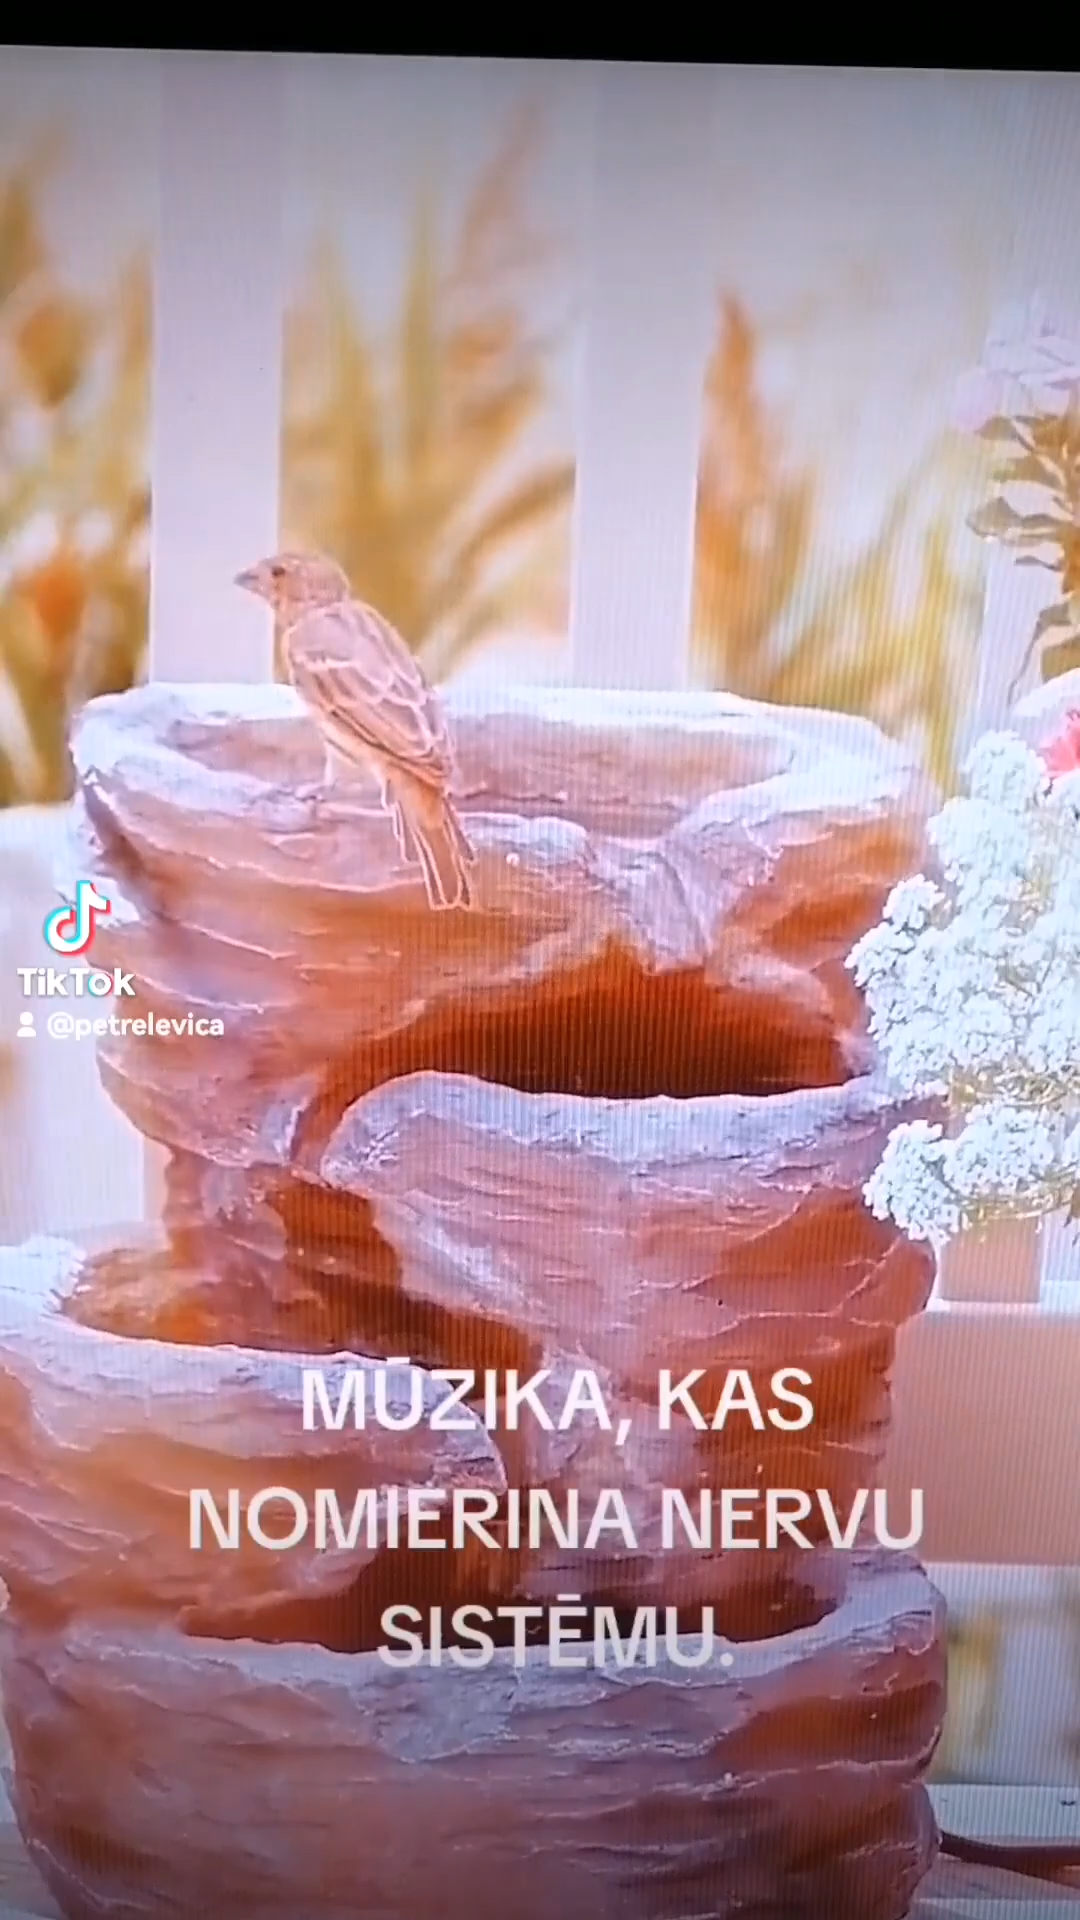 TikTok
@petrelevica
MŪZIKA, KAS
NOMIERINA NERVU
SISTĒMU.